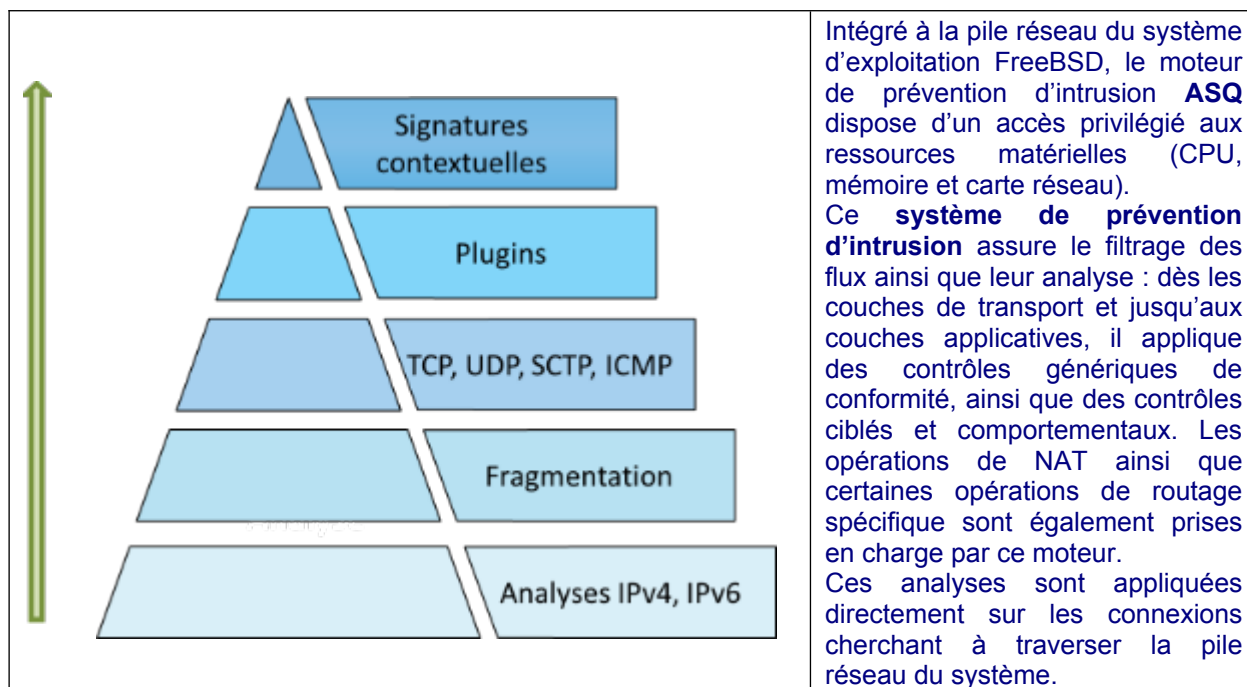 Signatures
contextuelles
Plugins
TCP, UDP, SCTP, ICMP
Fragmentation
Analyses IPv4, IPv6
Intégré à la pile réseau du système
d'exploitation FreeBSD, le moteur
de prévention d'intrusion ASQ
dispose d'un accès privilégié aux
ressources matérielles (CPU,
mémoire et carte réseau).
Ce système de prévention
d'intrusion assure le filtrage des
flux ainsi que leur analyse : dès les
couches de transport et jusqu'aux
couches applicatives, il applique
des contrôles génériques de
conformité, ainsi que des contrôles
ciblés et comportementaux. Les
opérations de NAT ainsi que
certaines opérations de routage
spécifique sont également prises
en charge par ce moteur.
Ces analyses sont appliquées
directement sur les connexions
cherchant à traverser la pile
réseau du système.